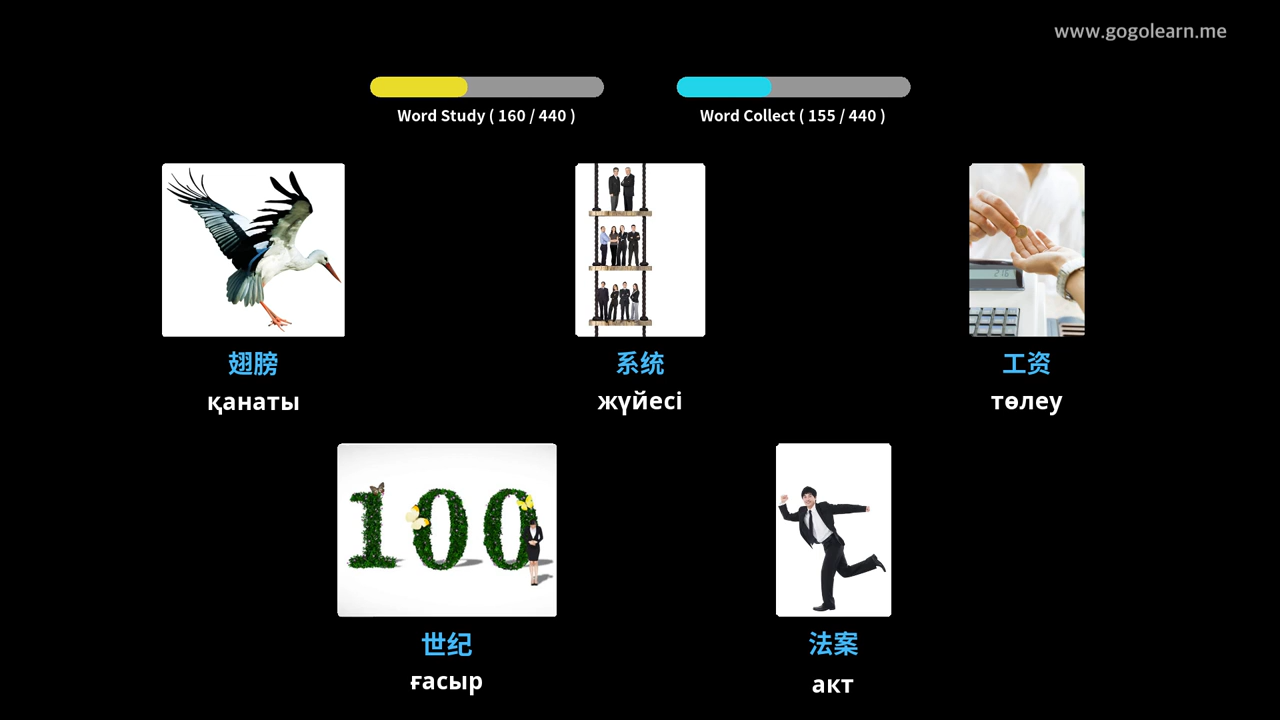 www.gogolearn.me
Word Study ( 160 / 440 )
Word Collect ( 155 / 440 )
翅膀
қанаты
系统
жүйесі
工资
төлеу
世纪
ғасыр
法案
акт